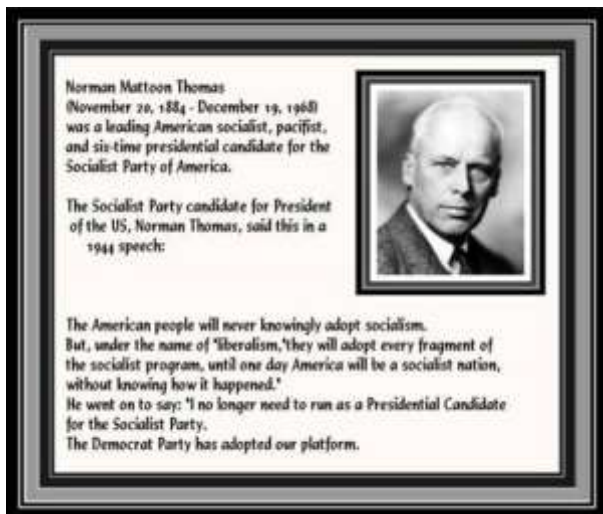 Norman Mattoon Thomas
(November 20, 1884 - December 19, 1968)
was a leading American socialist, pacifist,
and six-time presidential candidate for the
Socialist Party of America.
The Socialist Party candidate for President
of the US, Norman Thomas, said this in a
1944 speech:
The American people will never knowingly adopt socialism.
But, under the name of "liberalism,"they will adopt every fragment of
the socialist program, until one day America will be a socialist nation,
without knowing how it happened."
He went on to say: "I no longer need to run as a Presidential Candidate
for the Socialist Party.
The Democrat Party has adopted our platform.